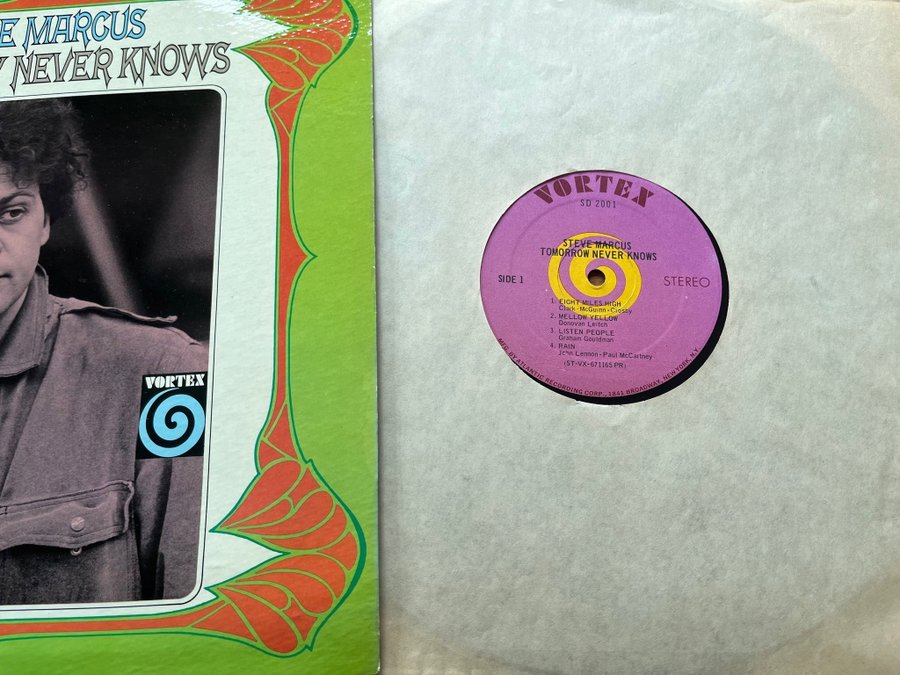 E MARCUS
Y NEVER KNOWS
VORTEX
VORTEX
SD 2001
STEVE MARCUS
TOMORROW NEVER KNOWS
SIDE 1
STEREO
1. EIGHT MILES HIGH
Clark - McGuinn - Crosby
2. MELLOW YELLOW
Donovan Leitch
3. LISTEN PEOPLE
Graham Gouldman
4. RAIN
John Lennon - Paul McCartney
(ST-VX-671165 PR)
MFG. BY ATLANTIC RECORDING CORP., 1841 BROADWAY, NEW YORK, N.Y.